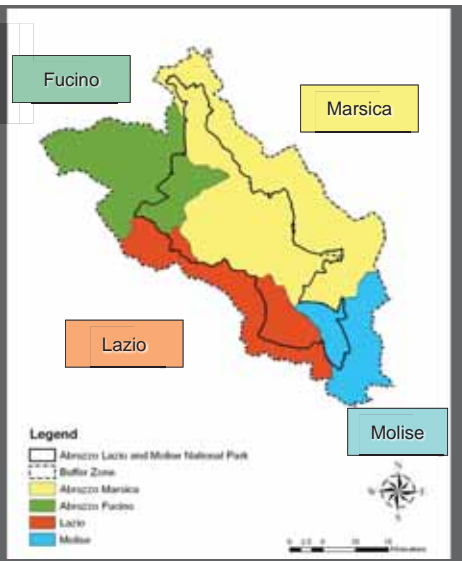 Fucino
Marsica
Lazio
Molise
Legend
Abruzzo Lazio and Molise National Park
Buffer Zone
Abruzzo Marsica
Abruzzo Fucino
Lazio
Molise
N
W
E
S